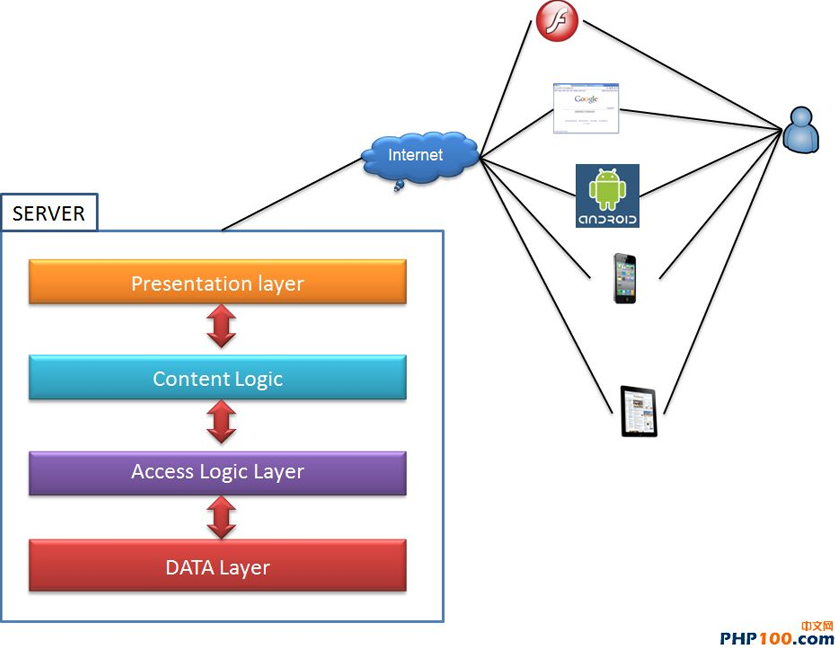 Google
Internet
ANDROID
SERVER
Presentation layer
Content Logic
Access Logic Layer
DATA Layer
中文网
PHP100.com